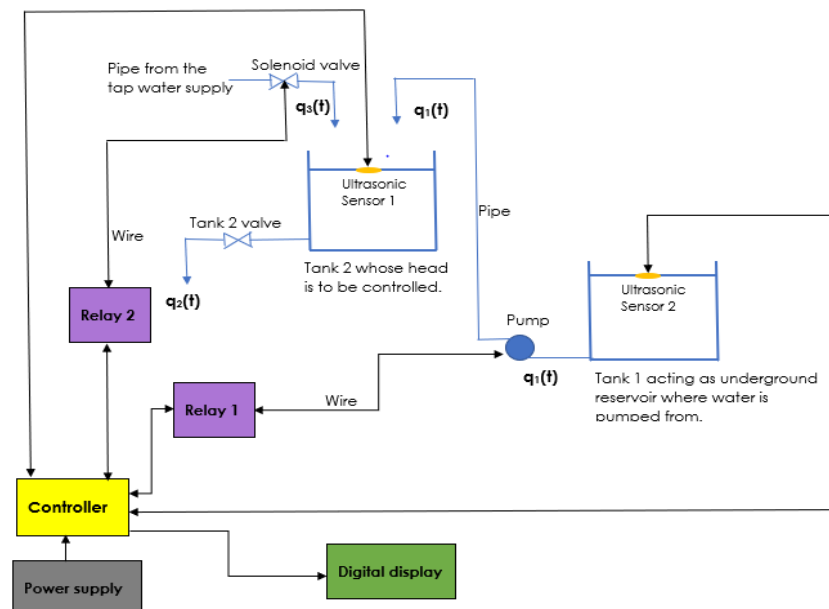 Pipe from the
tap water supply
Solenoid valve
q3(t)
q1(t)
Ultrasonic
Sensor 1
Tank 2 valve
Pipe
Wire
Tank 2 whose head
is to be controlled.
q2(t)
Ultrasonic
Sensor 2
Relay 2
Pump
q1(t)
Tank 1 acting as underground
reservoir where water is
pumped from.
Relay 1
Wire
Controller
Digital display
Power supply